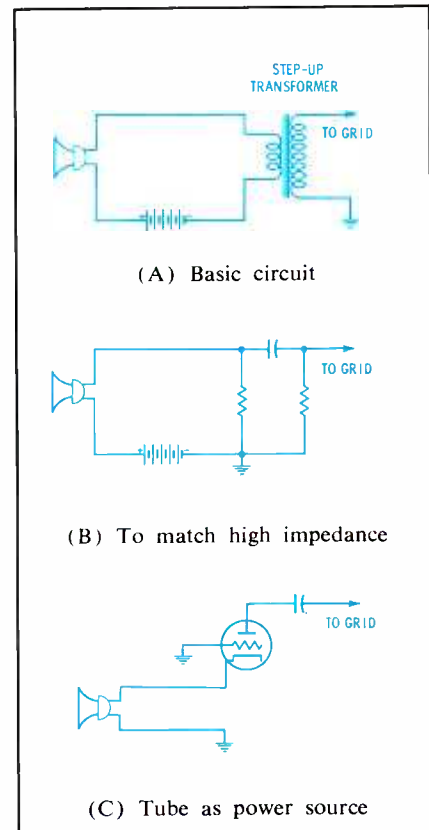 STEP-UP
TRANSFORMER
TO GRID
(A) Basic circuit
TO GRID
(B) To match high impedance
TO GRID
(C) Tube as power source